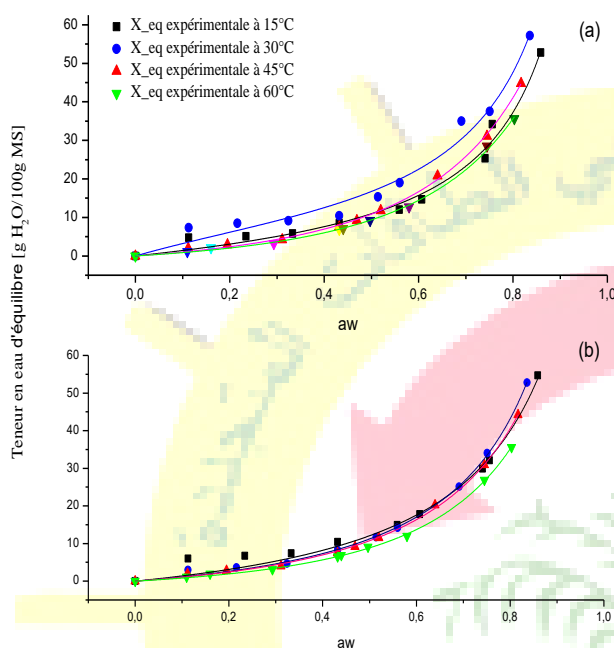 (a)
X_eq expérimentale à 15°C
X_eq expérimentale à 30°C
X_eq expérimentale à 45°C
X_eq expérimentale à 60°C
60
50
40
30
20
10
0
0,0 0,2 0,4 0,6 0,8 1,0
aw
Teneur en eau d'équilibre [g H₂O/100g MS]
(b)
60
50
40
30
20
10
0
0,0 0,2 0,4 0,6 0,8 1,0
aw